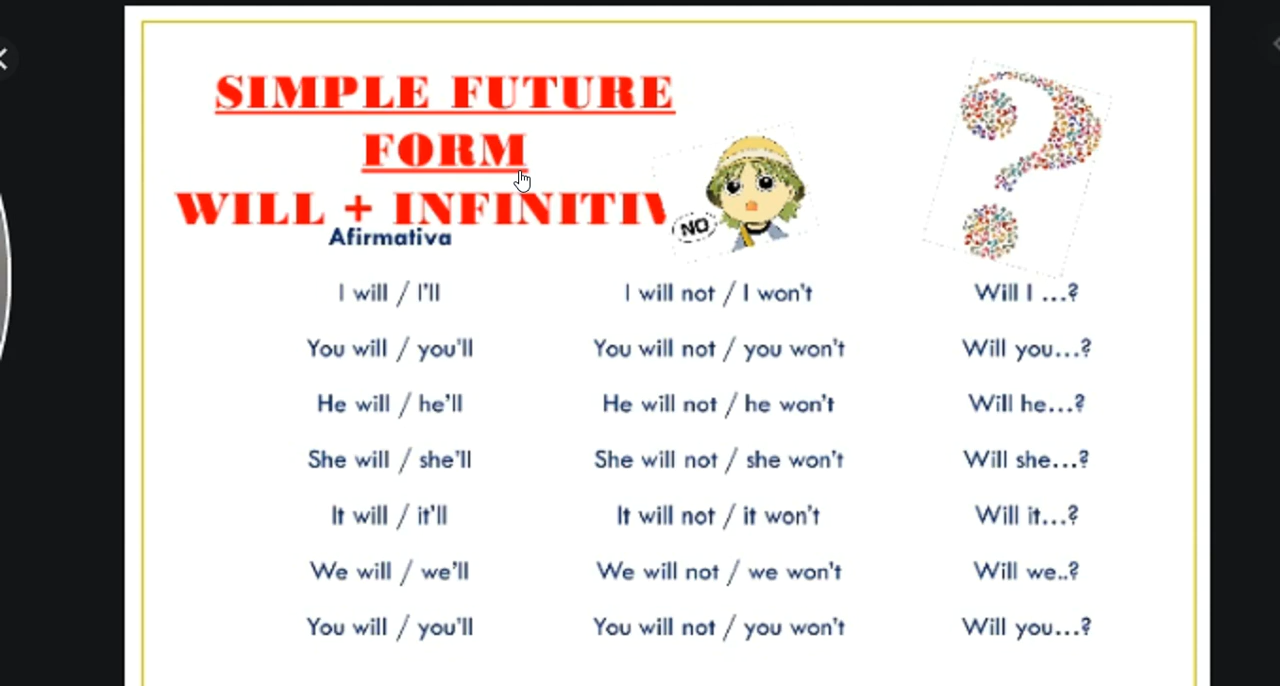 SIMPLE FUTURE
FORM
WILL + INFINITIV
Afirmativa
NO
I will / I'll I will not / I won't Will I ...?
You will / you'll You will not / you won't Will you...?
He will / he'll He will not / he won't Will he...?
She will / she'll She will not / she won't Will she...?
It will / it'll It will not / it won't Will it...?
We will / we'll We will not / we won't Will we..?
You will / you'll You will not / you won't Will you...?